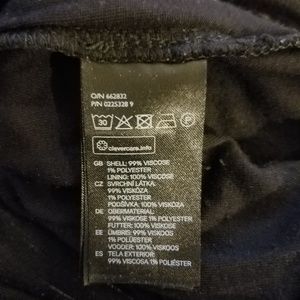 O/N 662832
P/N 0225328 9
30
P
clevercare.info
GB SHELL: 99% VISCOSE
1% POLYESTER
LINING: 100% VISCOSE
CZ SVRCHNÍ LÁTKA:
99% VISKÓZA
1% POLYESTER
PODŠÍVKA: 100% VISKÓZA
DE OBERMATERIAL:
99% VISKOSE 1% POLYESTER
FUTTER: 100% VISKOSE
EE ÜMBRIS: 99% VISKOOS
1% POLÜESTER
VOODER: 100% VISKOOS
ES TELA EXTERIOR:
99% VISCOSA 1% POLIÉSTER